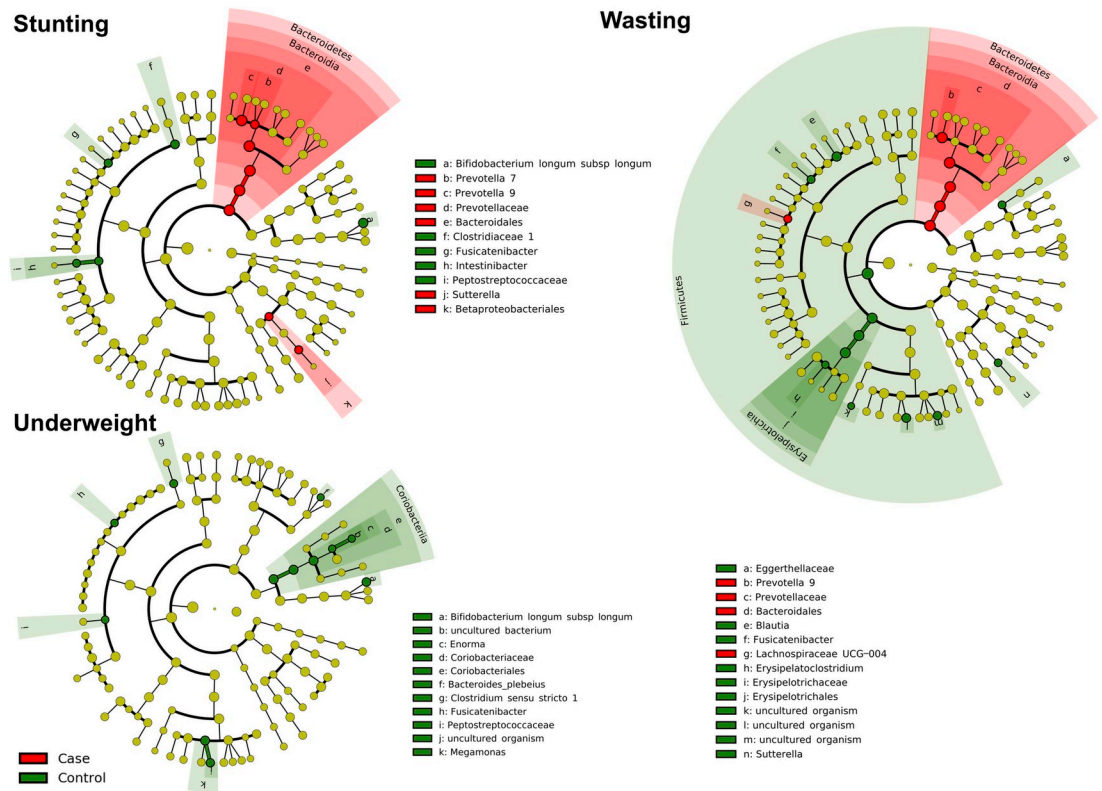 Stunting
Bacteroidetes
Bacteroidia
e
d
c
b
f
g
a
i
h
j
k
a: Bifidobacterium longum subsp longum
b: Prevotella 7
c: Prevotella 9
d: Prevotellaceae
e: Bacteroidales
f: Clostridiaceae 1
g: Fusicatenibacter
h: Intestinibacter
i: Peptostreptococcaceae
j: Sutterella
k: Betaproteobacteriales
Wasting
Bacteroidetes
Bacteroidia
d
c
b
e
f
g
a
Firmicutes
h
i
j
Erysipelotrichia
k
l
m
n
a: Eggerthellaceae
b: Prevotella 9
c: Prevotellaceae
d: Bacteroidales
e: Blautia
f: Fusicatenibacter
g: Lachnospiraceae UCG-004
h: Erysipelatoclostridium
i: Erysipelotrichaceae
j: Erysipelotrichales
k: uncultured organism
l: uncultured organism
m: uncultured organism
n: Sutterella
Underweight
g
h
i
f
Coriobacteriia
e
d
c
b
a
j
k
a: Bifidobacterium longum subsp longum
b: uncultured bacterium
c: Enorma
d: Coriobacteriaceae
e: Coriobacteriales
f: Bacteroides_plebeius
g: Clostridium sensu stricto 1
h: Fusicatenibacter
i: Peptostreptococcaceae
j: uncultured organism
k: Megamonas
Case
Control